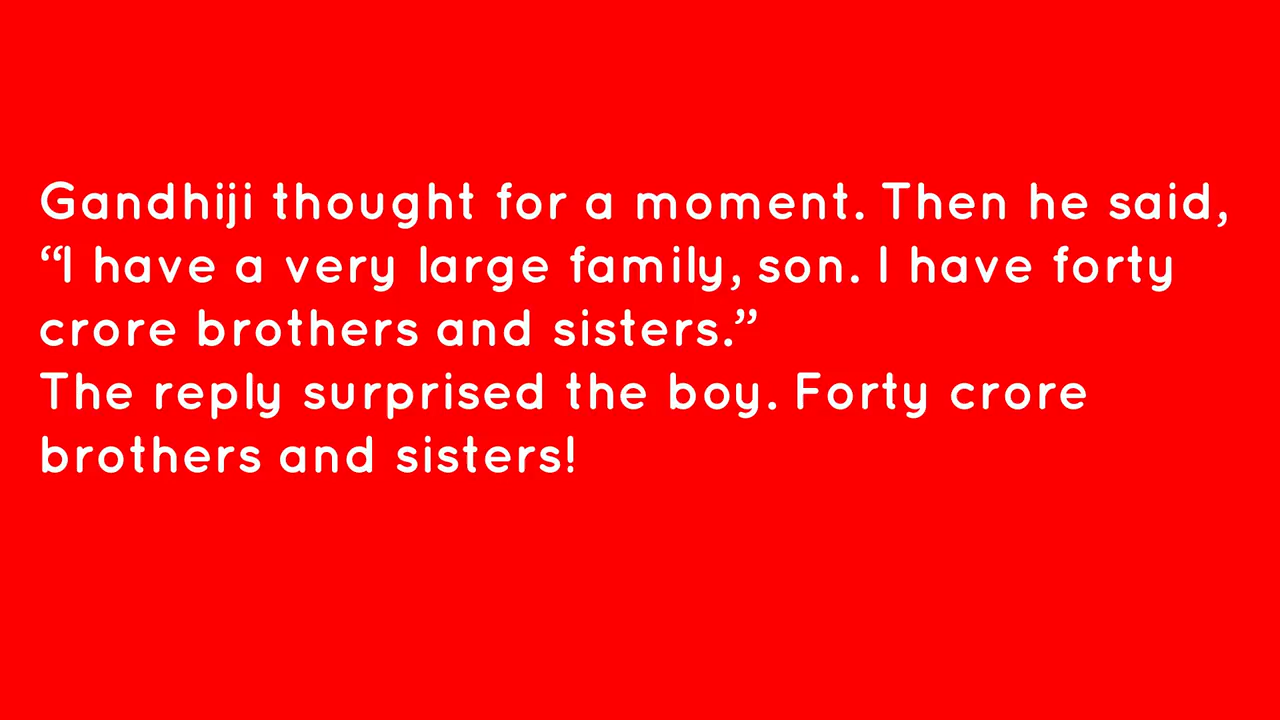 Gandhiji thought for a moment. Then he said,
“I have a very large family, son. I have forty
crore brothers and sisters.”
The reply surprised the boy. Forty crore
brothers and sisters!